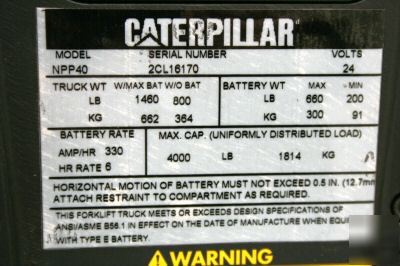 CATERPILLAR
MODEL SERIAL NUMBER VOLTS
NPP40 2CL16170 24
TRUCK WT W/MAX BAT W/O BAT BATTERY WT MAX MIN
LB 1460 800 LB 660 200
KG 662 364 KG 300 91
BATTERY RATE MAX. CAP. (UNIFORMLY DISTRIBUTED LOAD)
AMP/HR 330 4000 LB 1814 KG
HR RATE 6
HORIZONTAL MOTION OF BATTERY MUST NOT EXCEED 0.5 IN. (12.7m
ATTACH RESTRAINT TO COMPARTMENT AS REQUIRED.
THIS FORKLIFT TRUCK MEETS OR EXCEEDS DESIGN SPECIFICATIONS OF
ANSI/ASME B56.1 IN EFFECT ON THE DATE OF MANUFACTURE WHEN EQUI
WITH TYPE E BATTERY.
WARNING